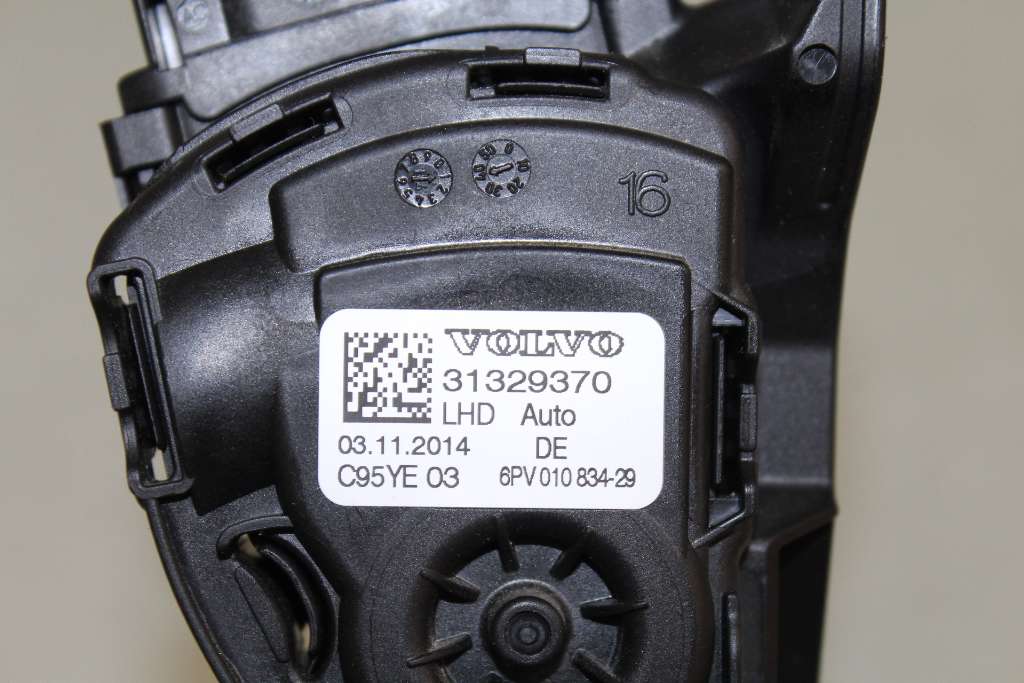 16
VOLVO
31329370
LHD Auto
03.11.2014 DE
C95YE 03 6PV 010 834-29